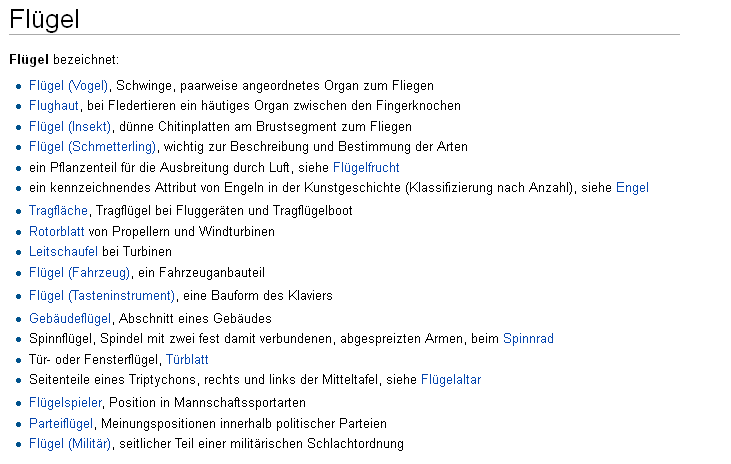 Flügel
Flügel bezeichnet:
Flügel (Vogel), Schwinge, paarweise angeordnetes Organ zum Fliegen
Flughaut, bei Fledertieren ein häutiges Organ zwischen den Fingerknochen
Flügel (Insekt), dünne Chitinplatten am Brustsegment zum Fliegen
Flügel (Schmetterling), wichtig zur Beschreibung und Bestimmung der Arten
ein Pflanzenteil für die Ausbreitung durch Luft, siehe Flügelfrucht
ein kennzeichnendes Attribut von Engeln in der Kunstgeschichte (Klassifizierung nach Anzahl), siehe Engel
Tragfläche, Tragflügel bei Fluggeräten und Tragflügelboot
Rotorblatt von Propellern und Windturbinen
Leitschaufel bei Turbinen
Flügel (Fahrzeug), ein Fahrzeuganbauteil
Flügel (Tasteninstrument), eine Bauform des Klaviers
Gebäudeflügel, Abschnitt eines Gebäudes
Spinnflügel, Spindel mit zwei fest damit verbundenen, abgespreizten Armen, beim Spinnrad
Tür- oder Fensterflügel, Türblatt
Seitenteile eines Triptychons, rechts und links der Mitteltafel, siehe Flügelaltar
Flügelspieler, Position in Mannschaftssportarten
Parteiflügel, Meinungspositionen innerhalb politischer Parteien
Flügel (Militär), seitlicher Teil einer militärischen Schlachtordnung